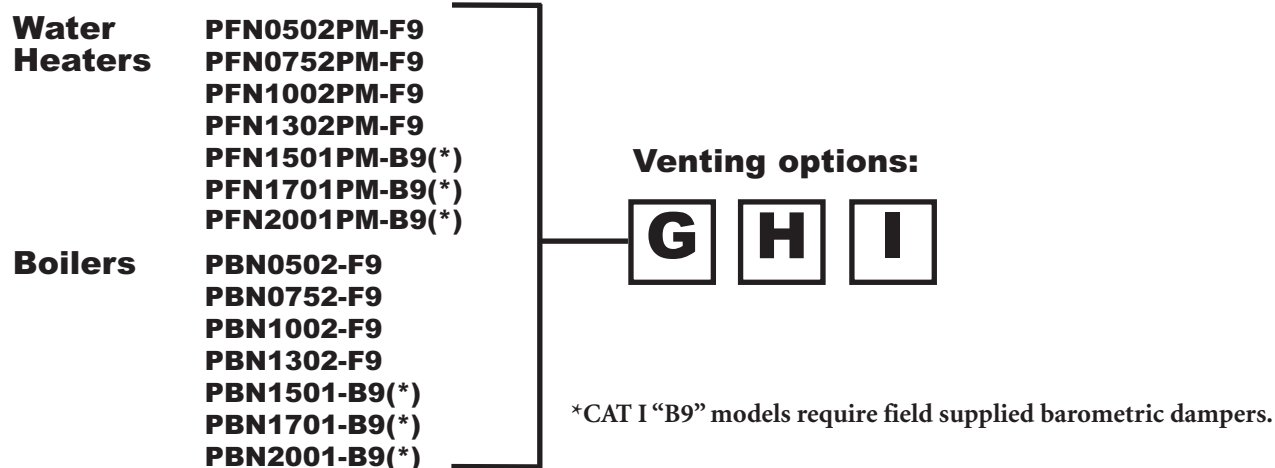 Water Heaters
PFN0502PM-F9
PFN0752PM-F9
PFN1002PM-F9
PFN1302PM-F9
PFN1501PM-B9(*)
PFN1701PM-B9(*)
PFN2001PM-B9(*)
Boilers
PBN0502-F9
PBN0752-F9
PBN1002-F9
PBN1302-F9
PBN1501-B9(*)
PBN1701-B9(*)
PBN2001-B9(*)
Venting options:
G H I
*CAT I “B9” models require field supplied barometric dampers.